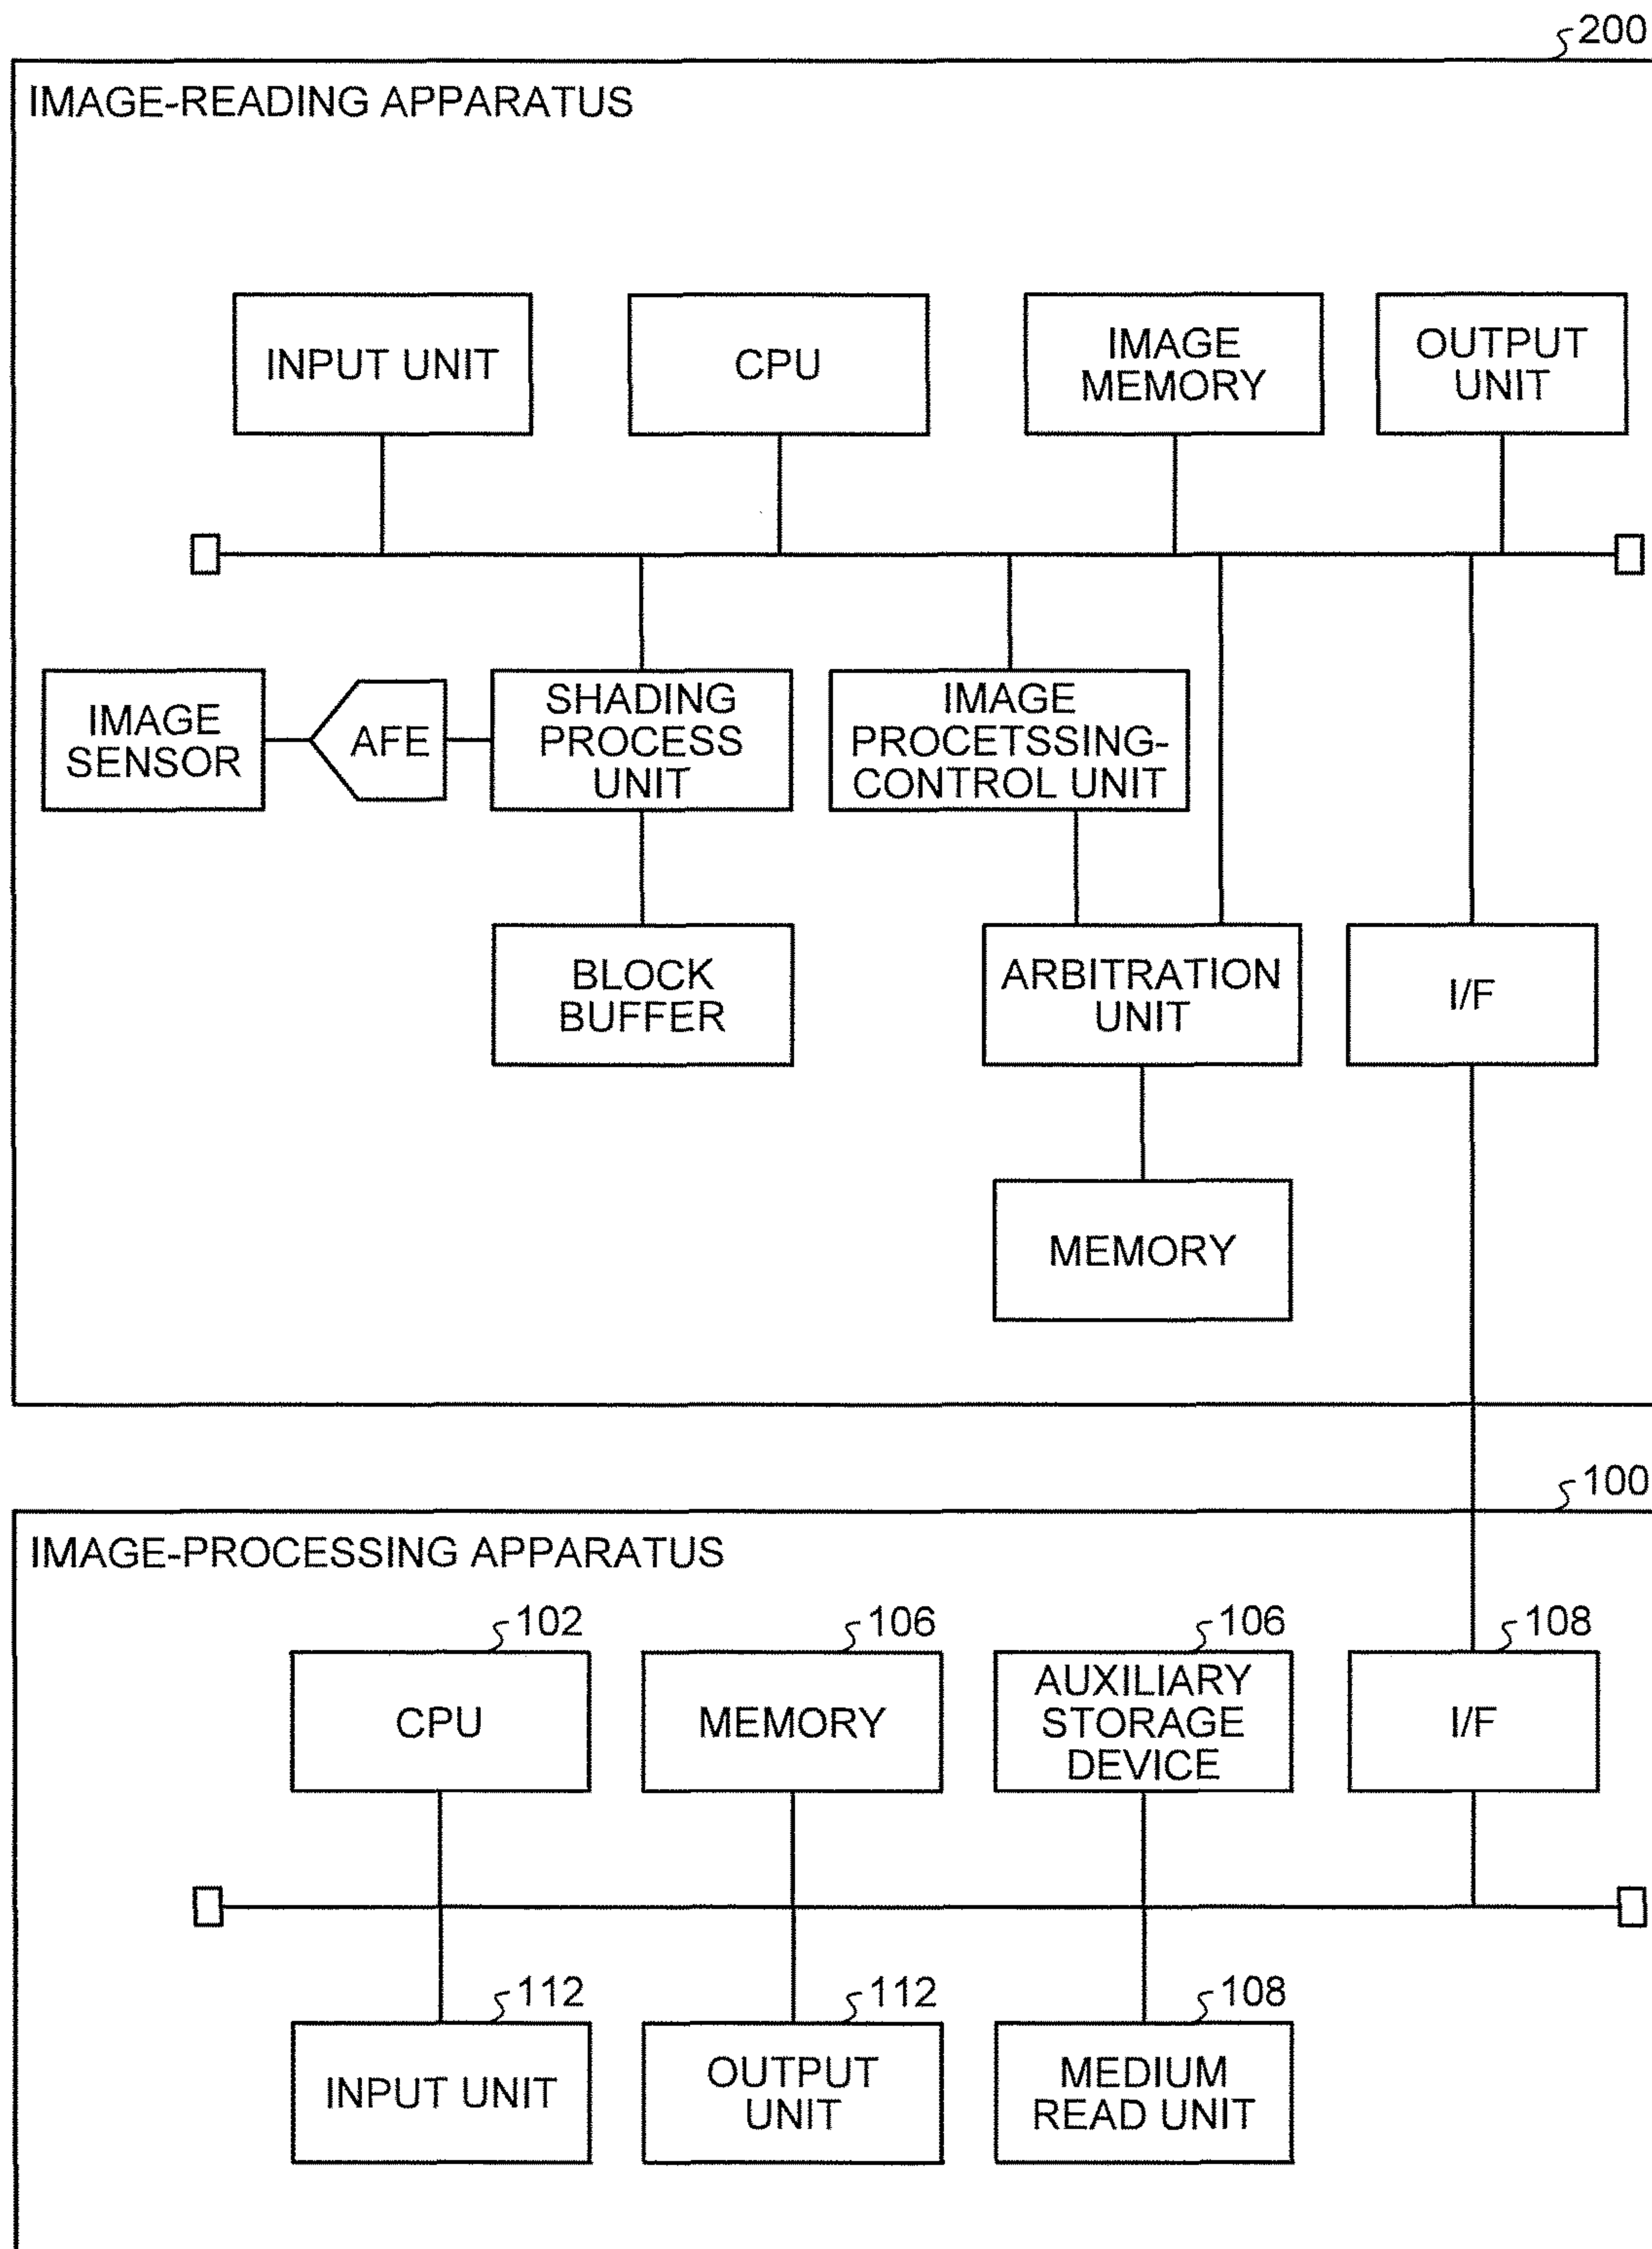 200
IMAGE-READING APPARATUS
INPUT UNIT
CPU
IMAGE
MEMORY
OUTPUT
UNIT
IMAGE
SENSOR
AFE
SHADING
PROCESS
UNIT
IMAGE
PROCETSSING-
CONTROL UNIT
BLOCK
BUFFER
ARBITRATION
UNIT
I/F
MEMORY
100
IMAGE-PROCESSING APPARATUS
102
CPU
106
MEMORY
106
AUXILIARY
STORAGE
DEVICE
108
I/F
112
INPUT UNIT
112
OUTPUT
UNIT
108
MEDIUM
READ UNIT